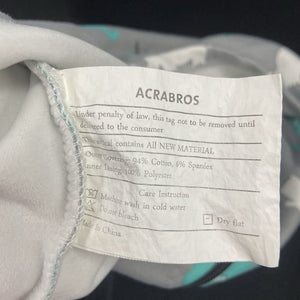 ACRABROS
Under penalty of law, this tag not to be removed until
delivered to the consumer
Material contains All NEW MATERIAL
94% Cotton, 6% Spandex
100% Polyester
Care Instruction
Machine wash in cold water
Do not bleach
Dry flat
Made in China